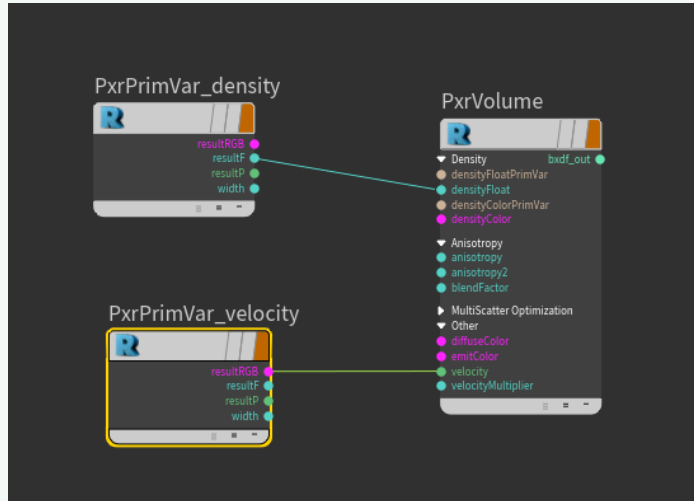 PxrPrimVar_density
R
resultRGB
resultF
resultP
width
PxrVolume
R
Density
bxdf_out
densityFloatPrimVar
densityFloat
densityColorPrimVar
densityColor
Anisotropy
anisotropy
anisotropy2
blendFactor
MultiScatter Optimization
Other
diffuseColor
emitColor
velocity
velocityMultiplier
PxrPrimVar_velocity
R
resultRGB
resultF
resultP
width